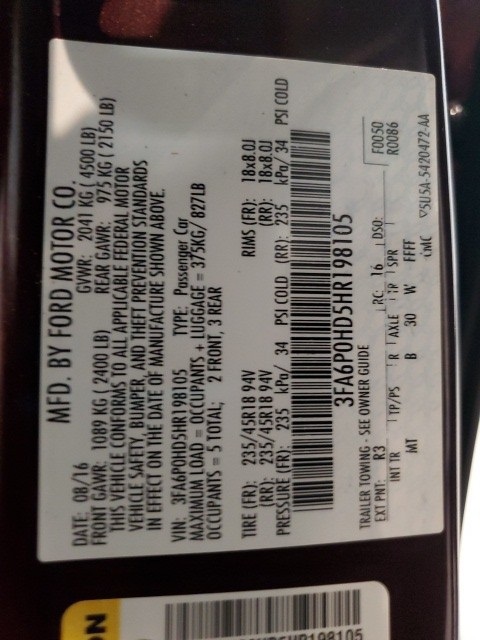 MFD. BY FORD MOTOR CO.
DATE: 08/16 GVWR: 2041 KG ( 4500 LB)
FRONT GAWR: 1089 KG ( 2400 LB) REAR GAWR: 975 KG ( 2150 LB)
THIS VEHICLE CONFORMS TO ALL APPLICABLE FEDERAL MOTOR
VEHICLE SAFETY, BUMPER, AND THEFT PREVENTION STANDARDS
IN EFFECT ON THE DATE OF MANUFACTURE SHOWN ABOVE.
VIN: 3FA6P0HD5HR198105 TYPE: Passenger Car
MAXIMUM LOAD = OCCUPANTS + LUGGAGE = 375KG/ 827LB
OCCUPANTS = 5 TOTAL; 2 FRONT, 3 REAR
TIRE (FR): 235/45R18 94V RIMS (FR): 18x8.0J
(RR): 235/45R18 94V (RR): 18x8.0J
PRESSURE (FR): 235 kPa/ 34 PSI COLD (RR): 235 kPa/ 34 PSI COLD
3FA6P0HD5HR198105
TRAILER TOWING - SEE OWNER GUIDE F0050
EXT PNT: R3 RC: 16 DSO: R0086
INT TR TP/PS R AXLE TR SPR
MT B 30 W FFFF
5U5A-5420472-AA
ON
198105